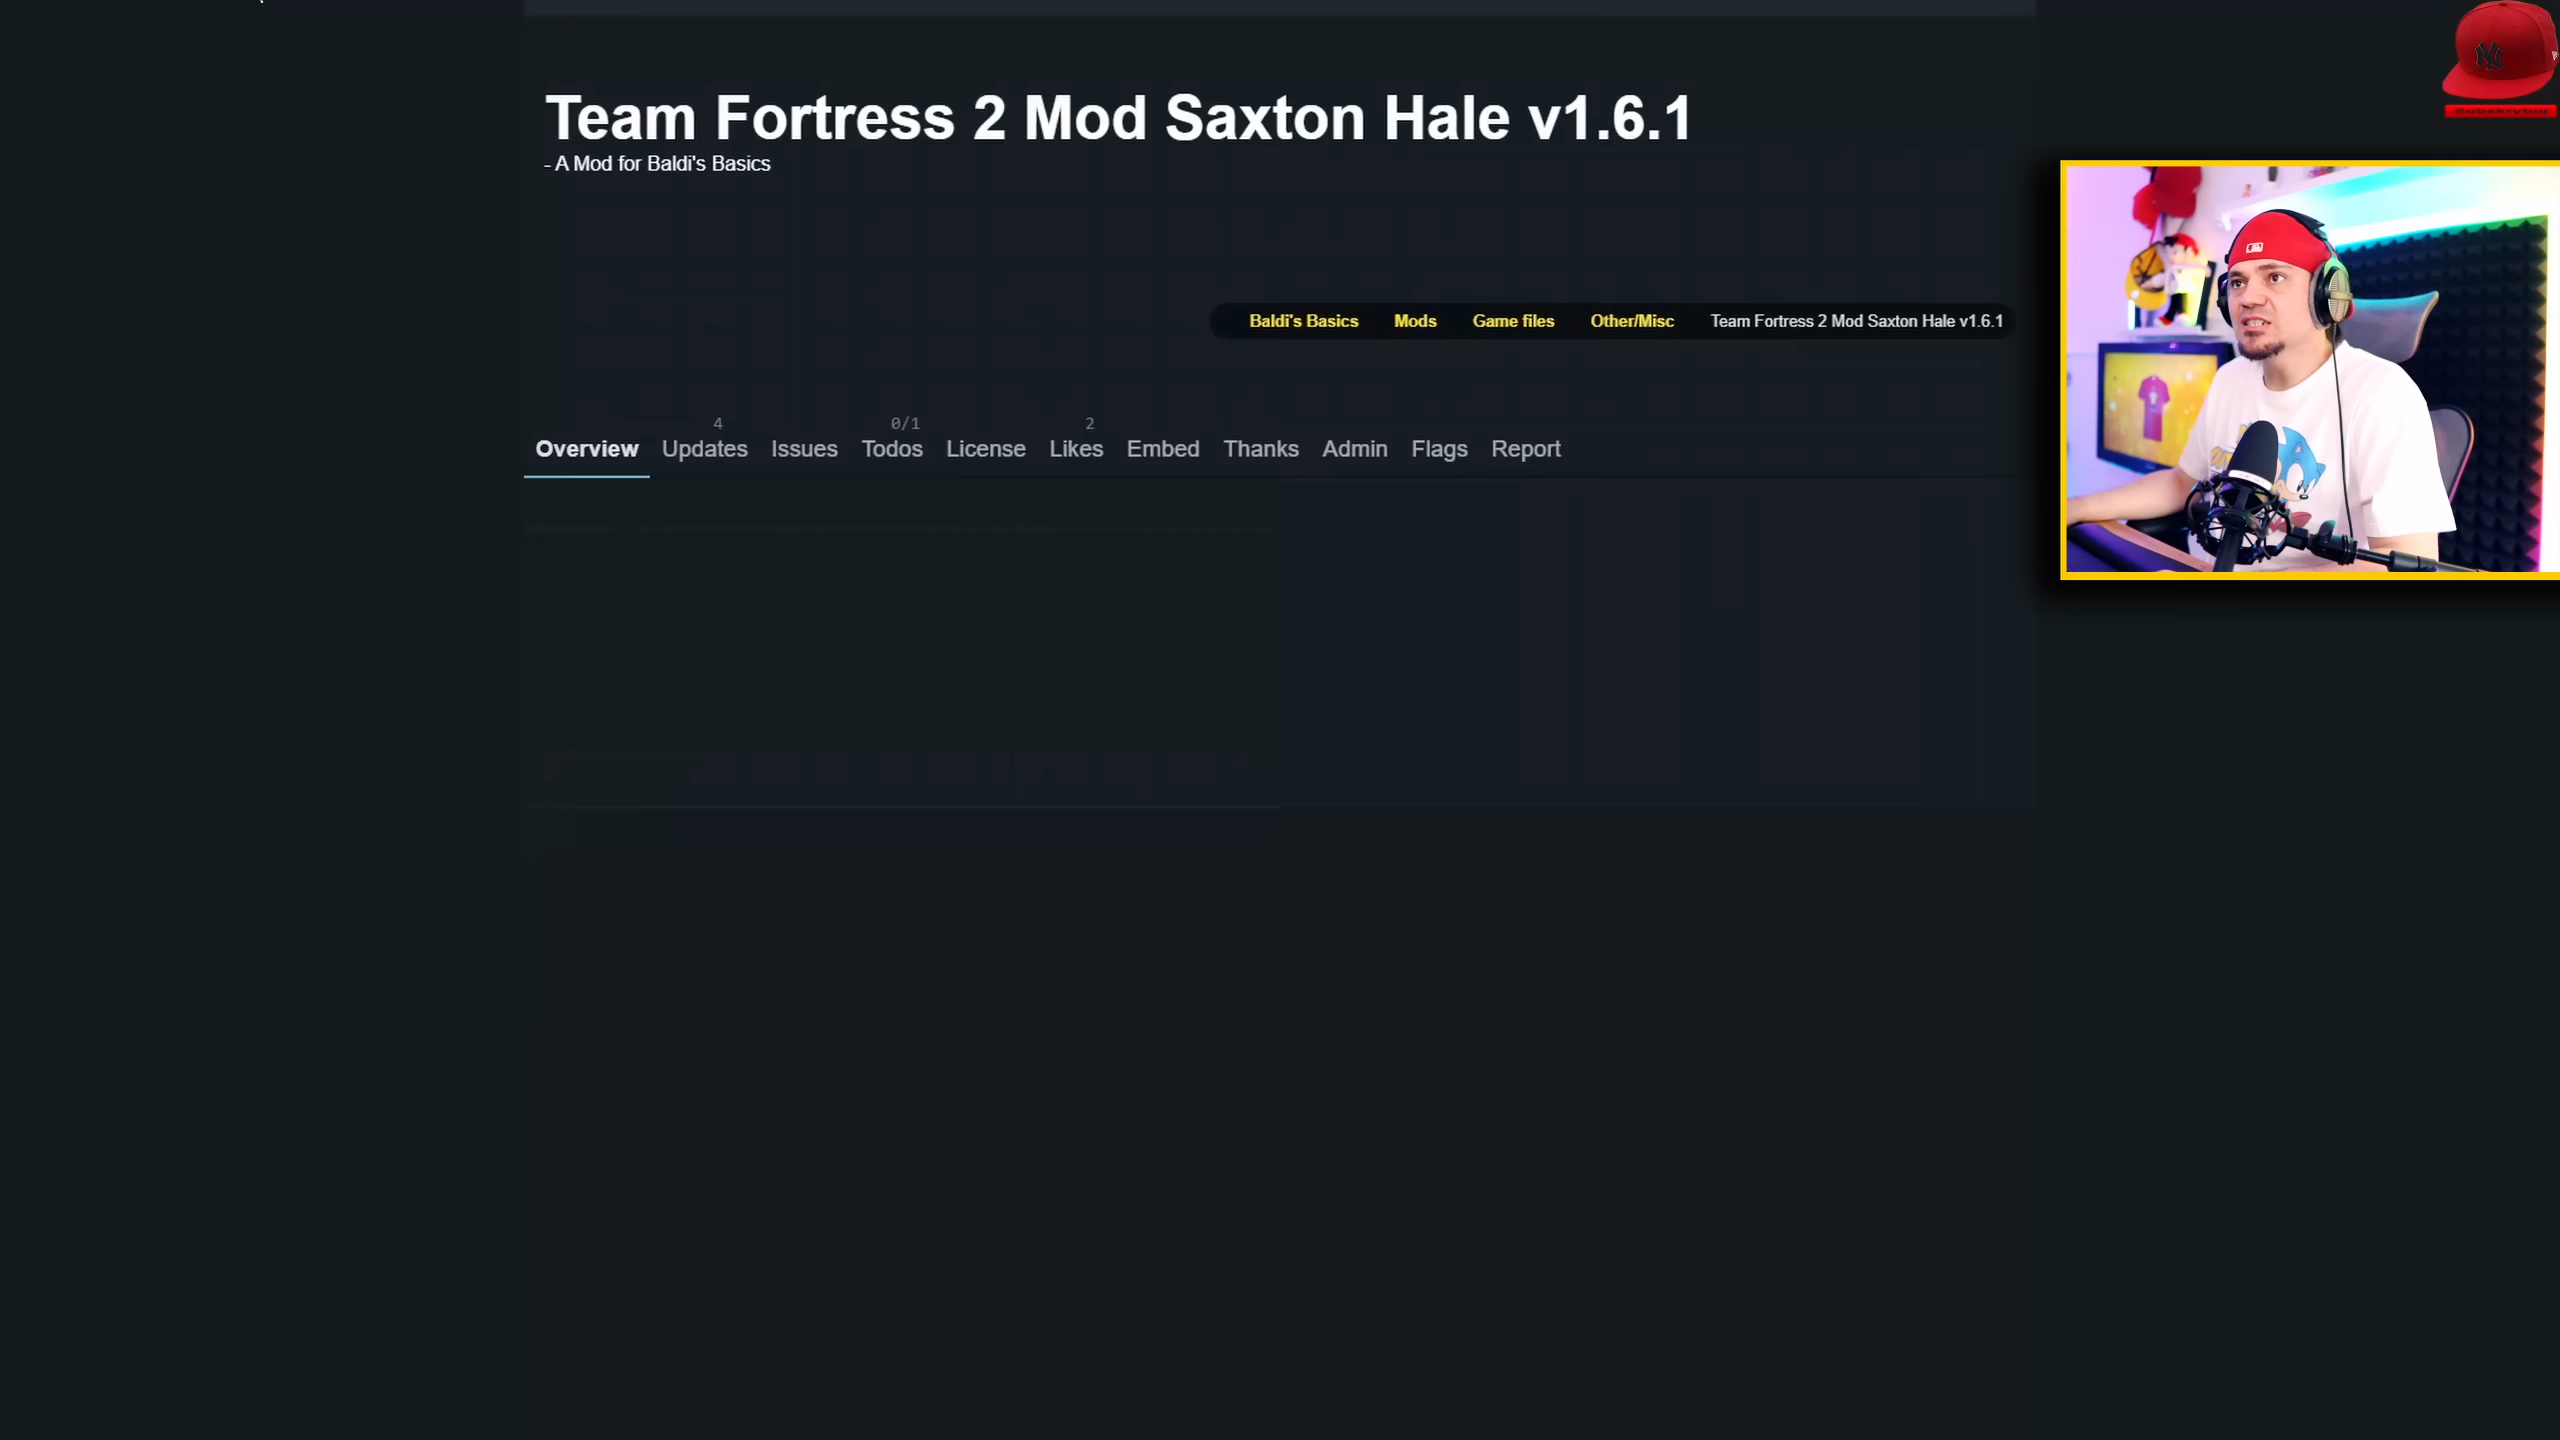 Team Fortress 2 Mod Saxton Hale v1.6.1
- A Mod for Baldi's Basics
Baldi's Basics Mods Game files Other/Misc Team Fortress 2 Mod Saxton Hale v1.6.1
4 0/1 2
Overview Updates Issues Todos License Likes Embed Thanks Admin Flags Report